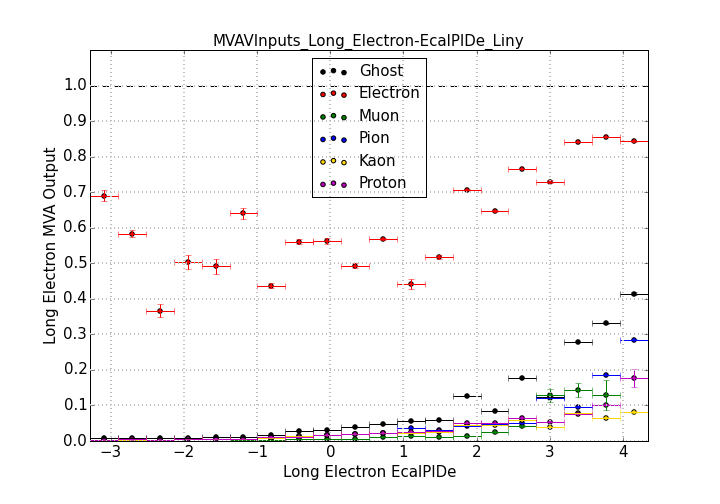 MVAVInputs_Long_Electron-EcalPIDe_Liny
Ghost
Electron
Muon
Pion
Kaon
Proton
Long Electron MVA Output
1.0
0.9
0.8
0.7
0.6
0.5
0.4
0.3
0.2
0.1
0.0
−3 −2 −1 0 1 2 3 4
Long Electron EcalPIDe